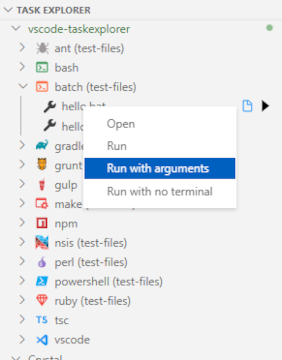 TASK EXPLORER
vscode-taskexplorer
ant (test-files)
bash
batch (test-files)
hello.bat
hello
Open
Run
Run with arguments
Run with no terminal
gradle
grunt
gulp
make
npm
nsis (test-files)
perl (test-files)
powershell (test-files)
ruby (test-files)
TS tsc
vscode
Crystal